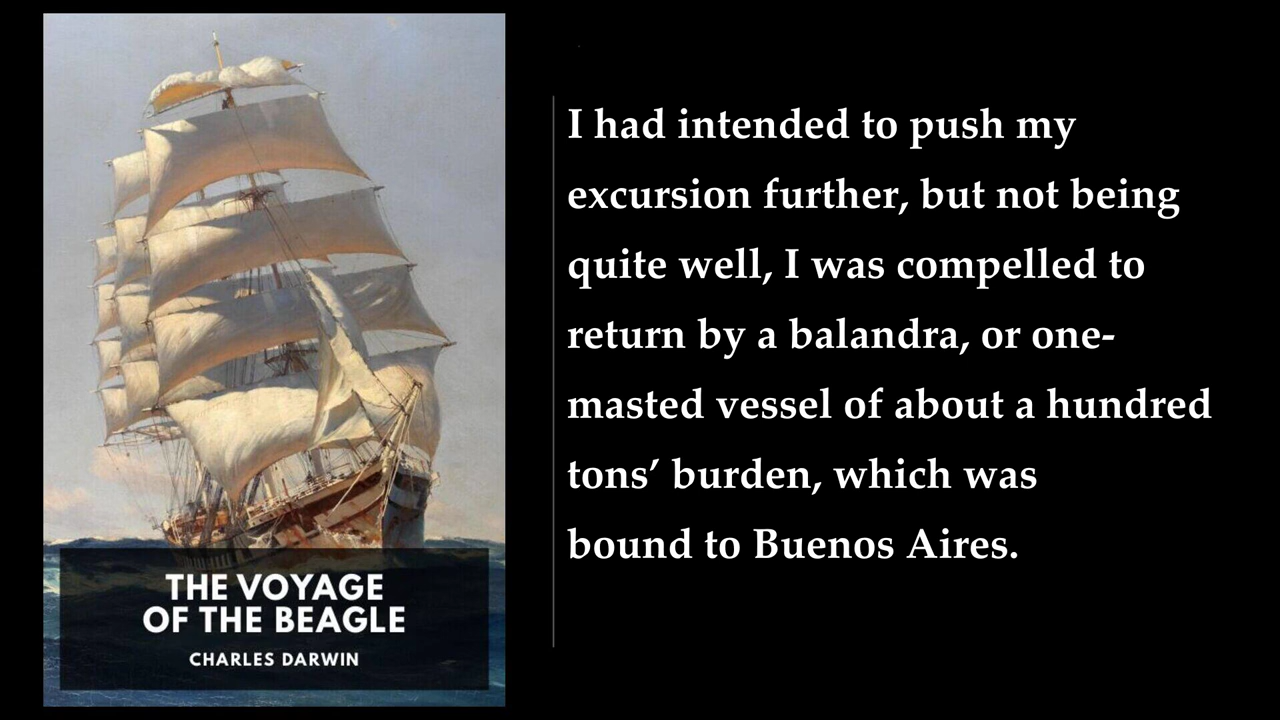 THE VOYAGE
OF THE BEAGLE
CHARLES DARWIN
I had intended to push my
excursion further, but not being
quite well, I was compelled to
return by a balandra, or one-
masted vessel of about a hundred
tons’ burden, which was
bound to Buenos Aires.